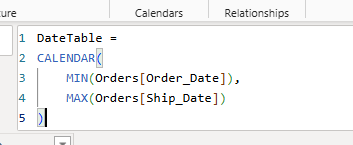 ure
Calendars
Relationships
1 DateTable =
2 CALENDAR(
3     MIN(Orders[Order_Date]),
4     MAX(Orders[Ship_Date])
5 )